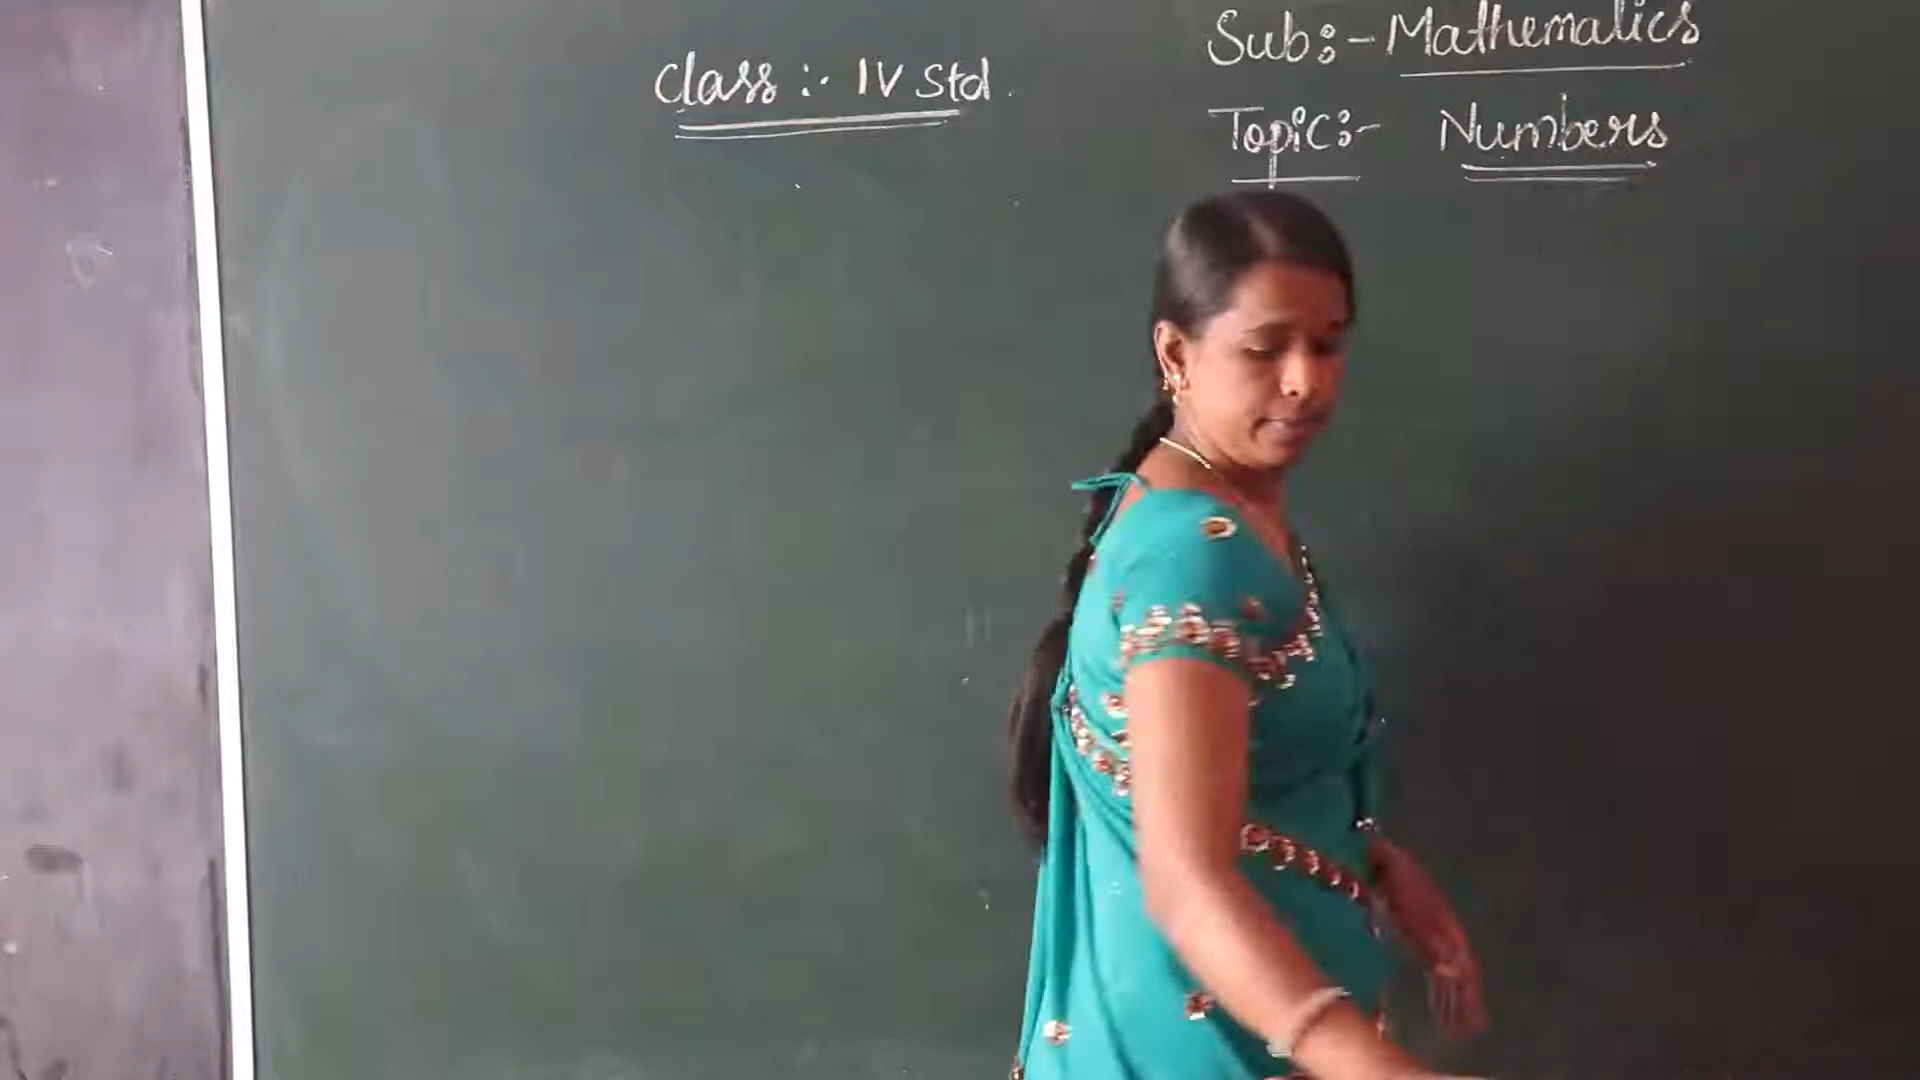 Class :- IV Std.
Sub:- Mathematics
Topic:- Numbers